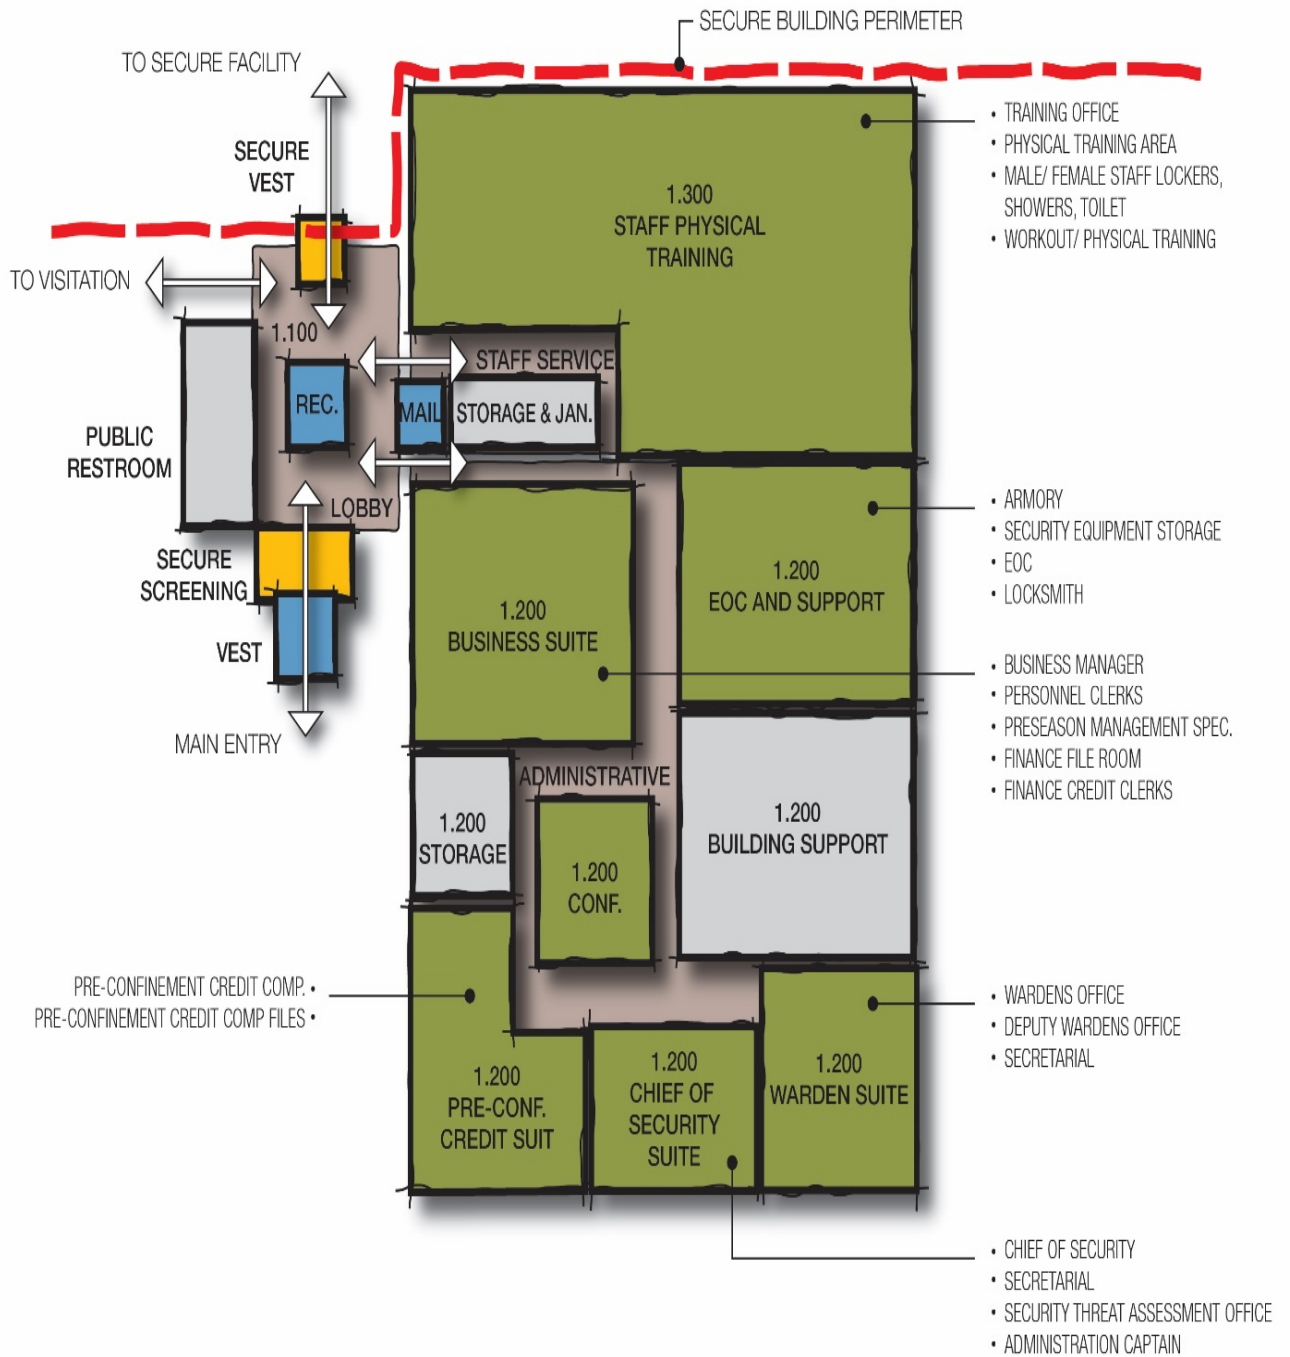 SECURE BUILDING PERIMETER
TO SECURE FACILITY
SECURE
VEST
• TRAINING OFFICE
• PHYSICAL TRAINING AREA
• MALE/ FEMALE STAFF LOCKERS,
SHOWERS, TOILET
• WORKOUT/ PHYSICAL TRAINING
1.300
STAFF PHYSICAL
TRAINING
TO VISITATION
1.100
STAFF SERVICE
REC.
MAIL
STORAGE & JAN.
PUBLIC
RESTROOM
LOBBY
SECURE
SCREENING
VEST
MAIN ENTRY
1.200
BUSINESS SUITE
1.200
EOC AND SUPPORT
• ARMORY
• SECURITY EQUIPMENT STORAGE
• EOC
• LOCKSMITH
• BUSINESS MANAGER
• PERSONNEL CLERKS
• PRESEASON MANAGEMENT SPEC.
• FINANCE FILE ROOM
• FINANCE CREDIT CLERKS
ADMINISTRATIVE
1.200
STORAGE
1.200
CONF.
1.200
BUILDING SUPPORT
PRE-CONFINEMENT CREDIT COMP. •
PRE-CONFINEMENT CREDIT COMP FILES •
• WARDENS OFFICE
• DEPUTY WARDENS OFFICE
• SECRETARIAL
1.200
PRE-CONF.
CREDIT SUIT
1.200
CHIEF OF
SECURITY
SUITE
1.200
WARDEN SUITE
• CHIEF OF SECURITY
• SECRETARIAL
• SECURITY THREAT ASSESSMENT OFFICE
• ADMINISTRATION CAPTAIN